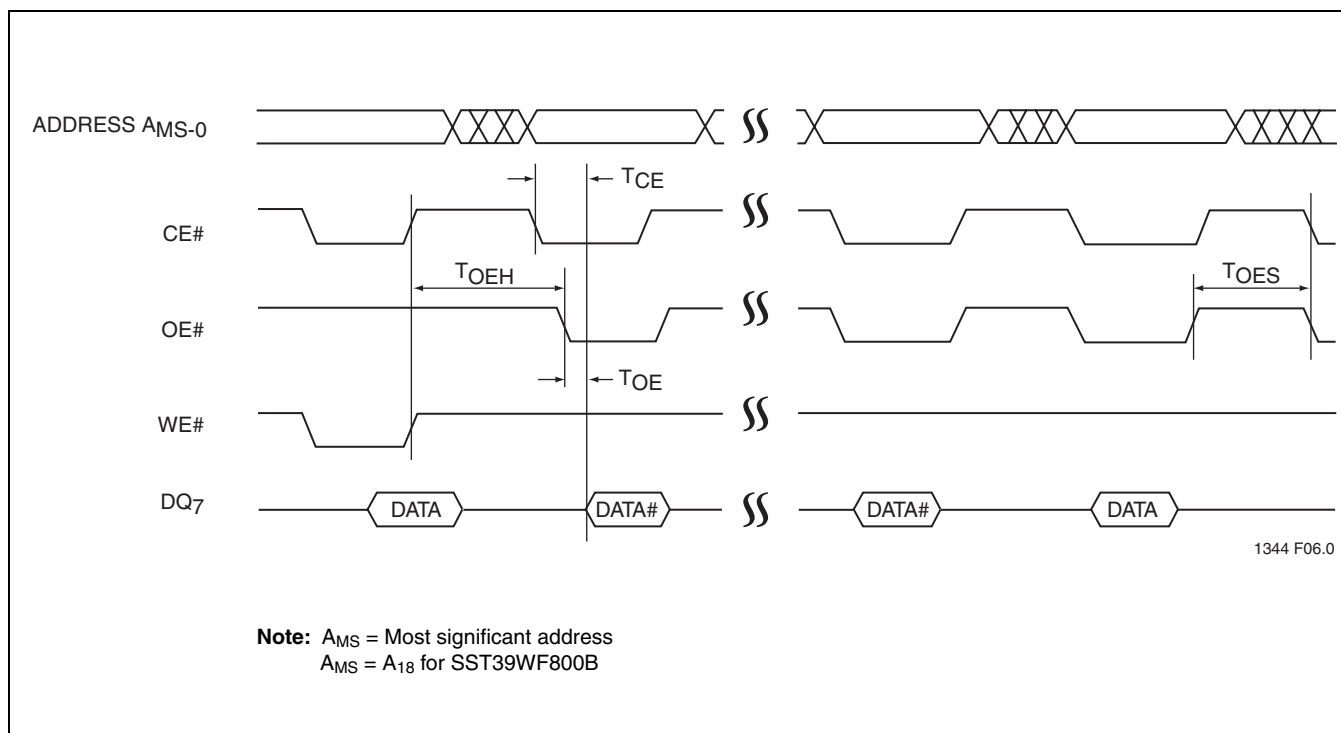 ADDRESS AMS-0
TCE
CE#
TOEH
TOES
OE#
TOE
WE#
DQ7
DATA
DATA#
DATA#
DATA
1344 F06.0
Note: AMS = Most significant address
AMS = A18 for SST39WF800B